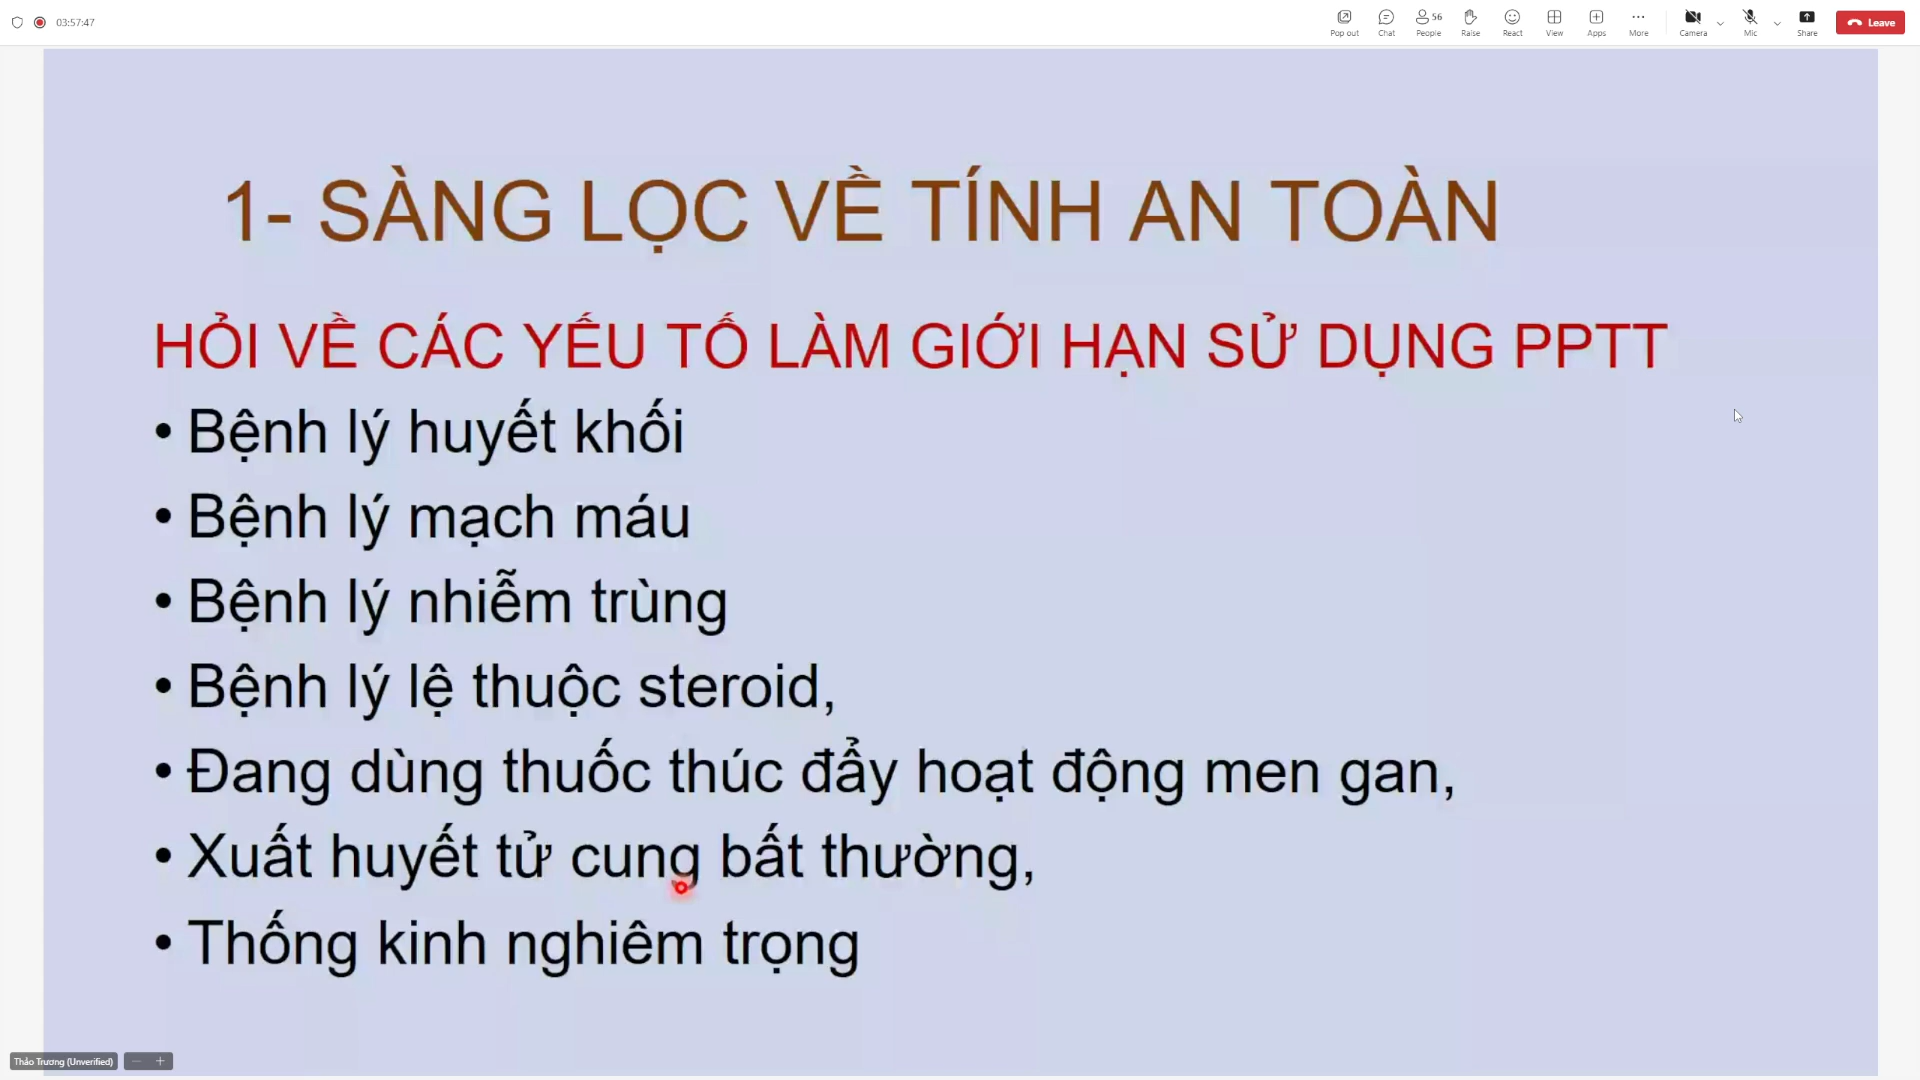 03:57:47
Pop out
Chat
56
People
Raise
React
View
Apps
More
Camera
Mic
Share
Leave
1- SÀNG LỌC VỀ TÍNH AN TOÀN
HỎI VỀ CÁC YẾU TỐ LÀM GIỚI HẠN SỬ DỤNG PPTT
• Bệnh lý huyết khối
• Bệnh lý mạch máu
• Bệnh lý nhiễm trùng
• Bệnh lý lệ thuộc steroid,
• Đang dùng thuốc thúc đẩy hoạt động men gan,
• Xuất huyết tử cung bất thường,
• Thống kinh nghiêm trọng
Thảo Trương (Unverified)